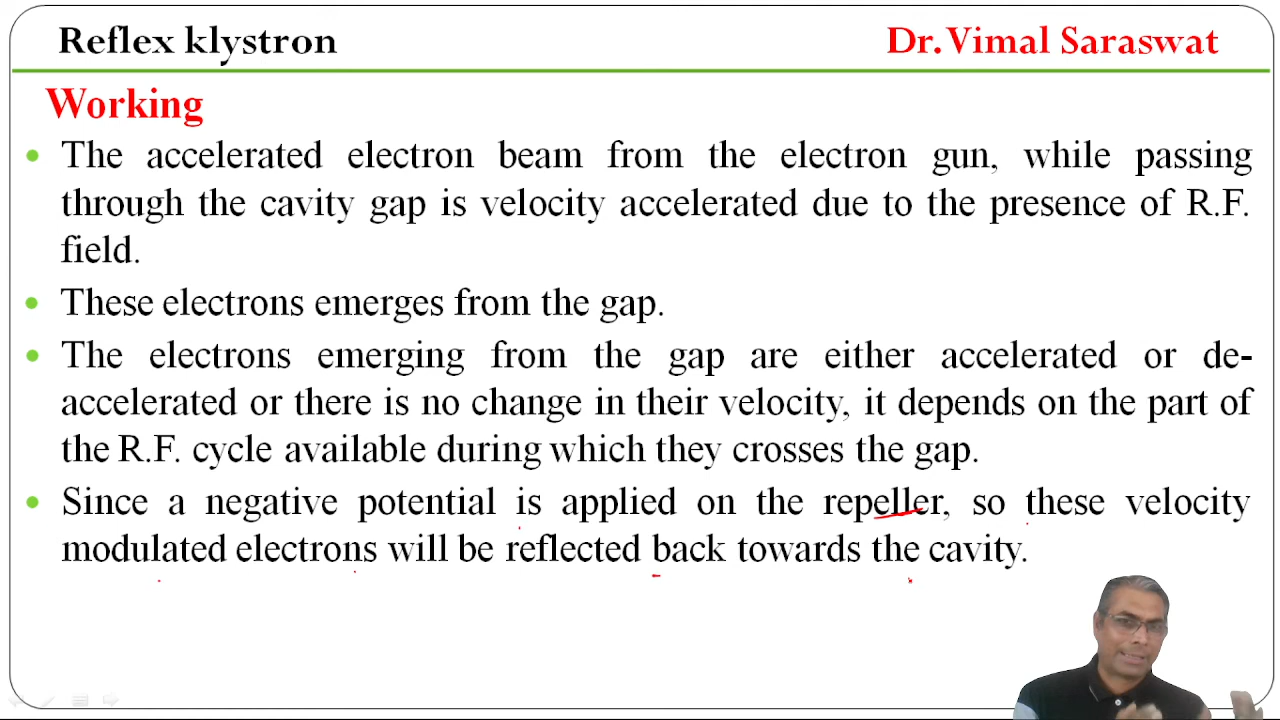 Reflex klystron
Dr. Vimal Saraswat
Working
• The accelerated electron beam from the electron gun, while passing
through the cavity gap is velocity accelerated due to the presence of R.F.
field.
• These electrons emerges from the gap.
• The electrons emerging from the gap are either accelerated or de-
accelerated or there is no change in their velocity, it depends on the part of
the R.F. cycle available during which they crosses the gap.
• Since a negative potential is applied on the repeller, so these velocity
modulated electrons will be reflected back towards the cavity.